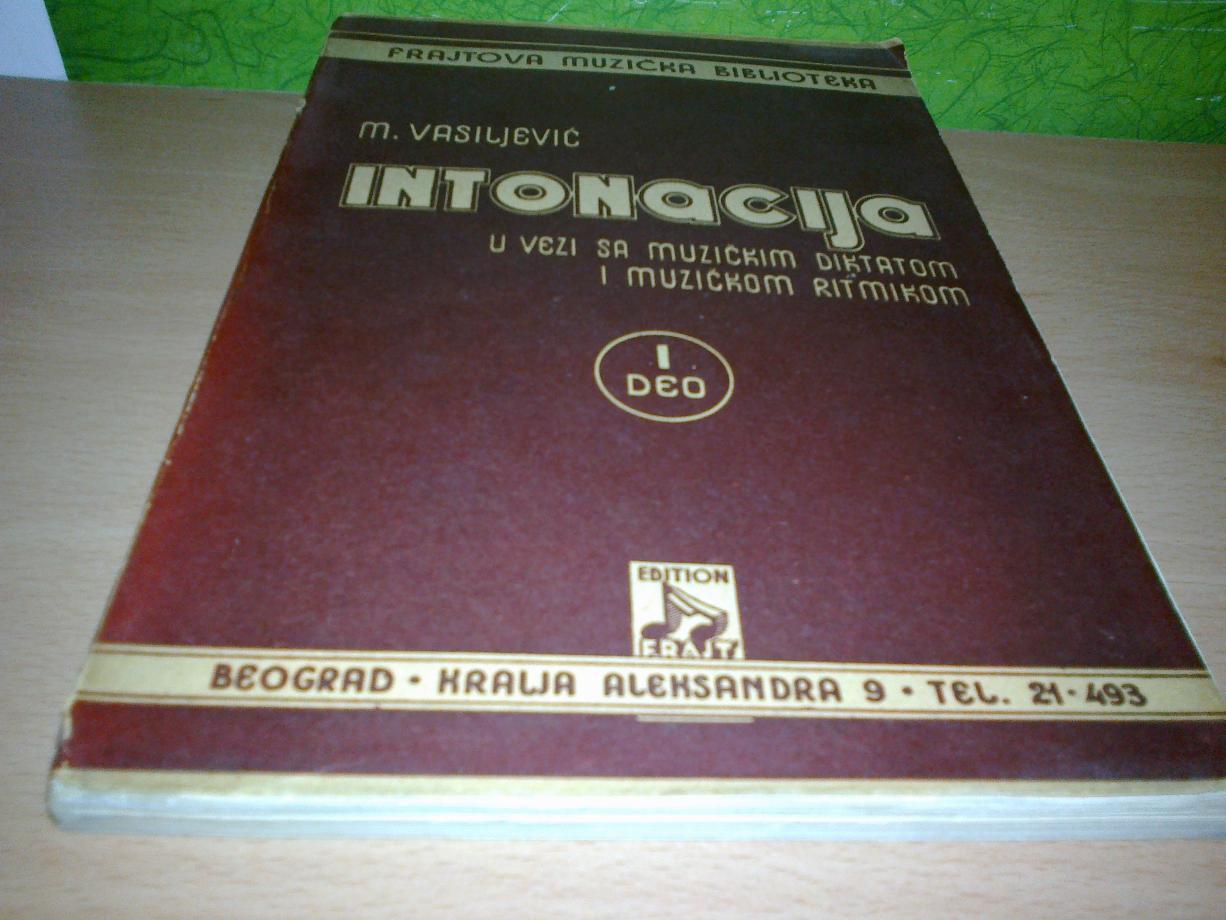 FRAJTOVA MUZIČKA BIBLIOTEKA
M. VASILJEVIĆ
INTONACIJA
U VEZI SA MUZIČKIM DIKTATOM
I MUZIČKOM RITMIKOM
I
DEO
EDITION
FRAJT
BEOGRAD · KRALJA ALEKSANDRA 9 · TEL. 21-493